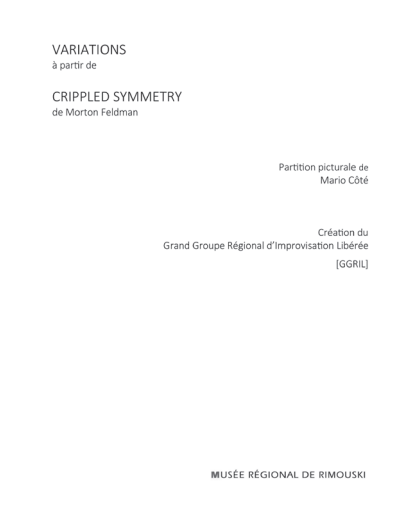 VARIATIONS
à partir de
CRIPPLED SYMMETRY
de Morton Feldman
Partition picturale de
Mario Côté
Création du
Grand Groupe Régional d’Improvisation Libérée
[GGRIL]
MUSÉE RÉGIONAL DE RIMOUSKI